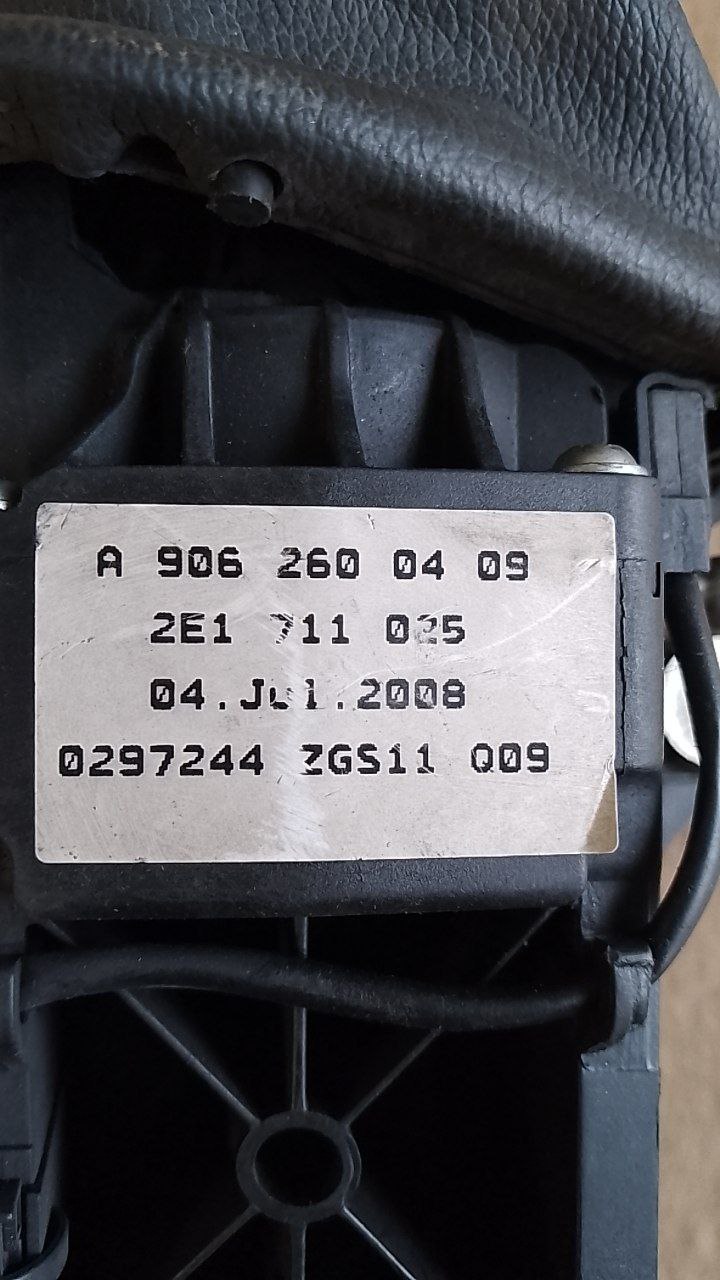 A 906 260 04 09
2E1 711 025
04.Jul.2008
0297244 ZGS11 Q09